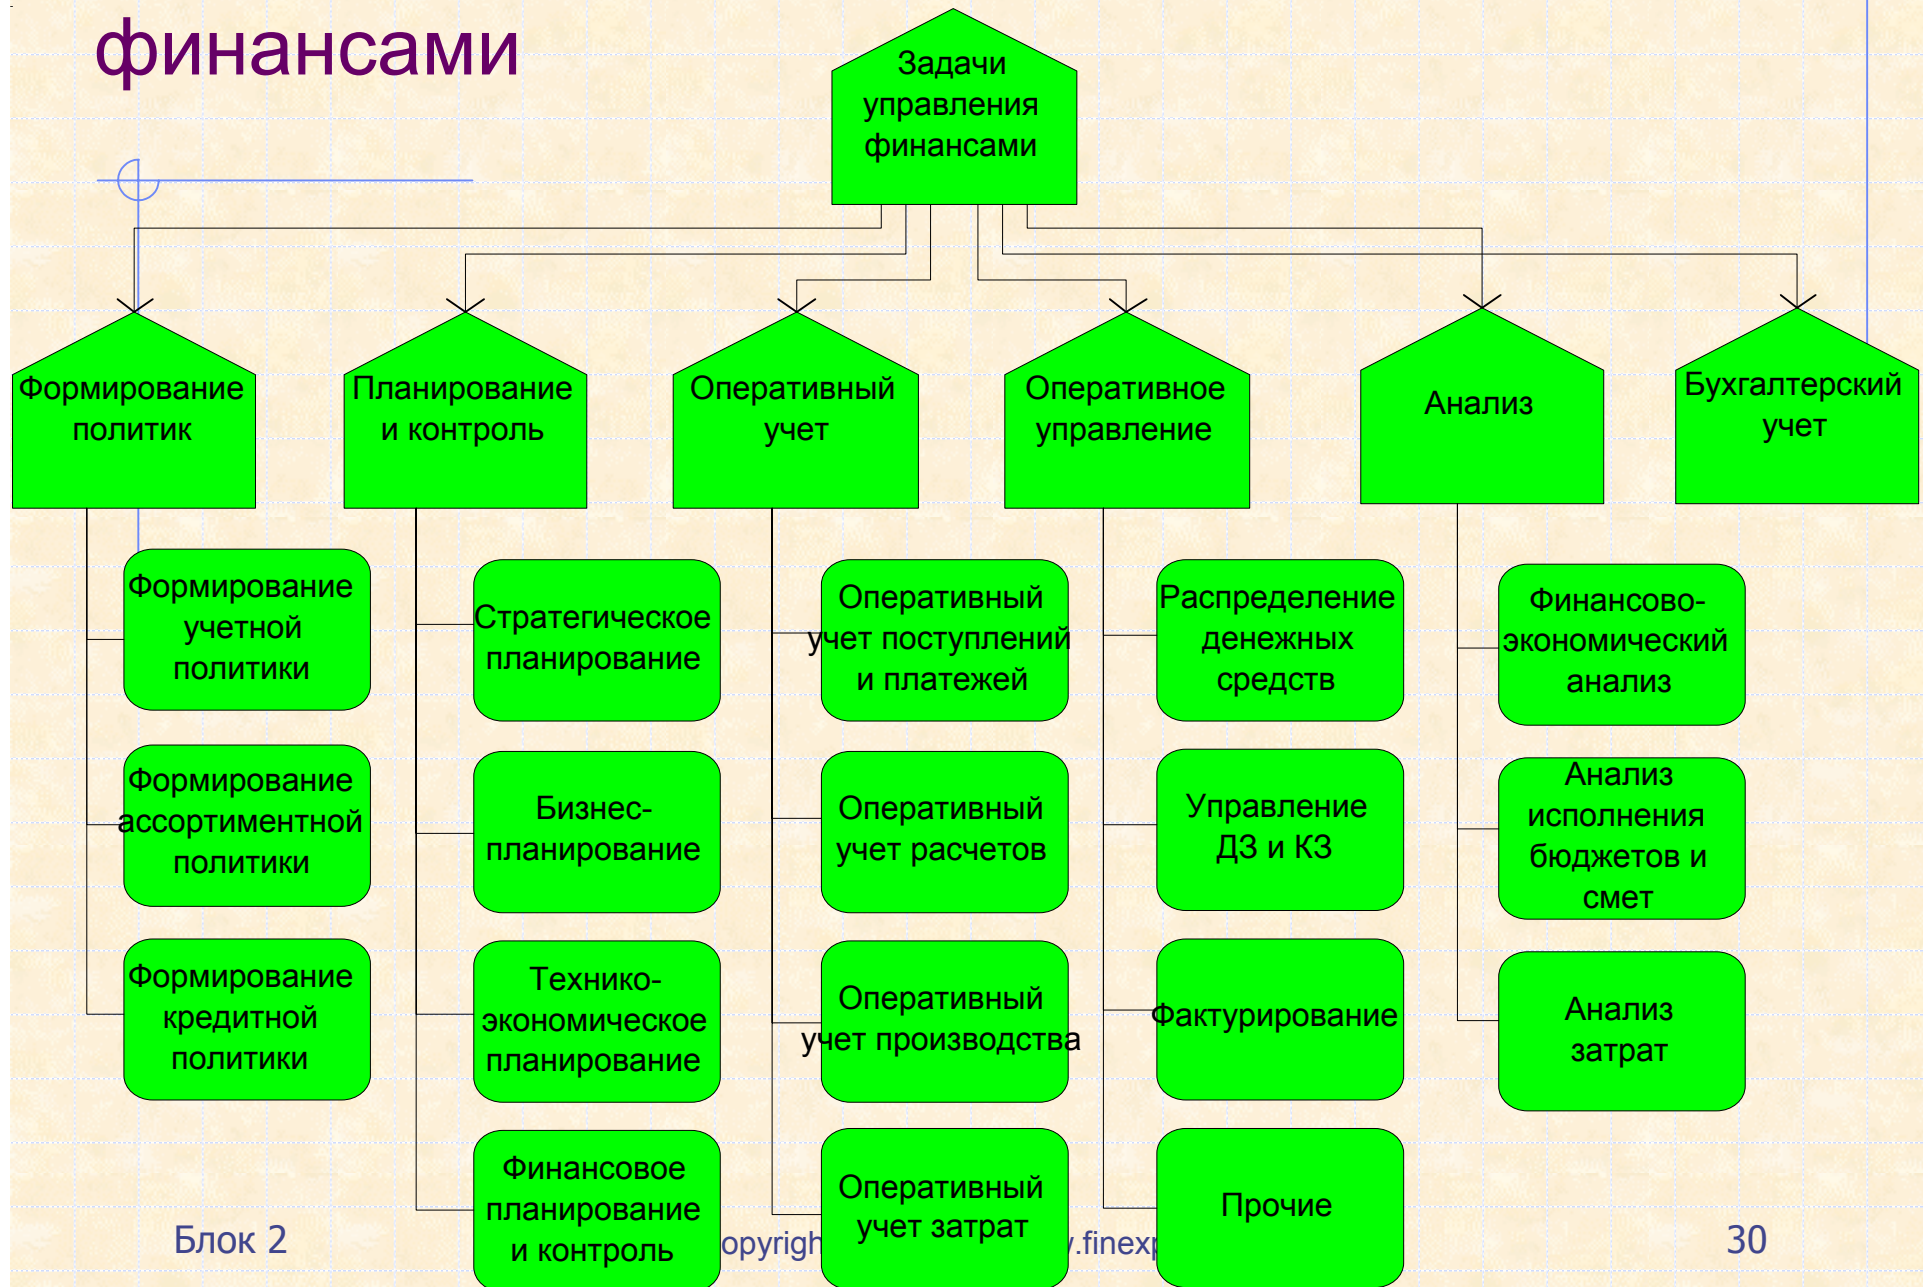 финансами
Задачи
управления
финансами
Формирование
политик
Планирование
и контроль
Оперативный
учет
Оперативное
управление
Анализ
Бухгалтерский
учет
Формирование
учетной
политики
Формирование
ассортиментной
политики
Формирование
кредитной
политики
Стратегическое
планирование
Бизнес-
планирование
Технико-
экономическое
планирование
Финансовое
планирование
и контроль
Оперативный
учет поступлений
и платежей
Оперативный
учет расчетов
Оперативный
учет производства
Оперативный
учет затрат
Распределение
денежных
средств
Управление
ДЗ и КЗ
Фактурирование
Прочие
Финансово-
экономический
анализ
Анализ
исполнения
бюджетов и
смет
Анализ
затрат
Блок 2
30